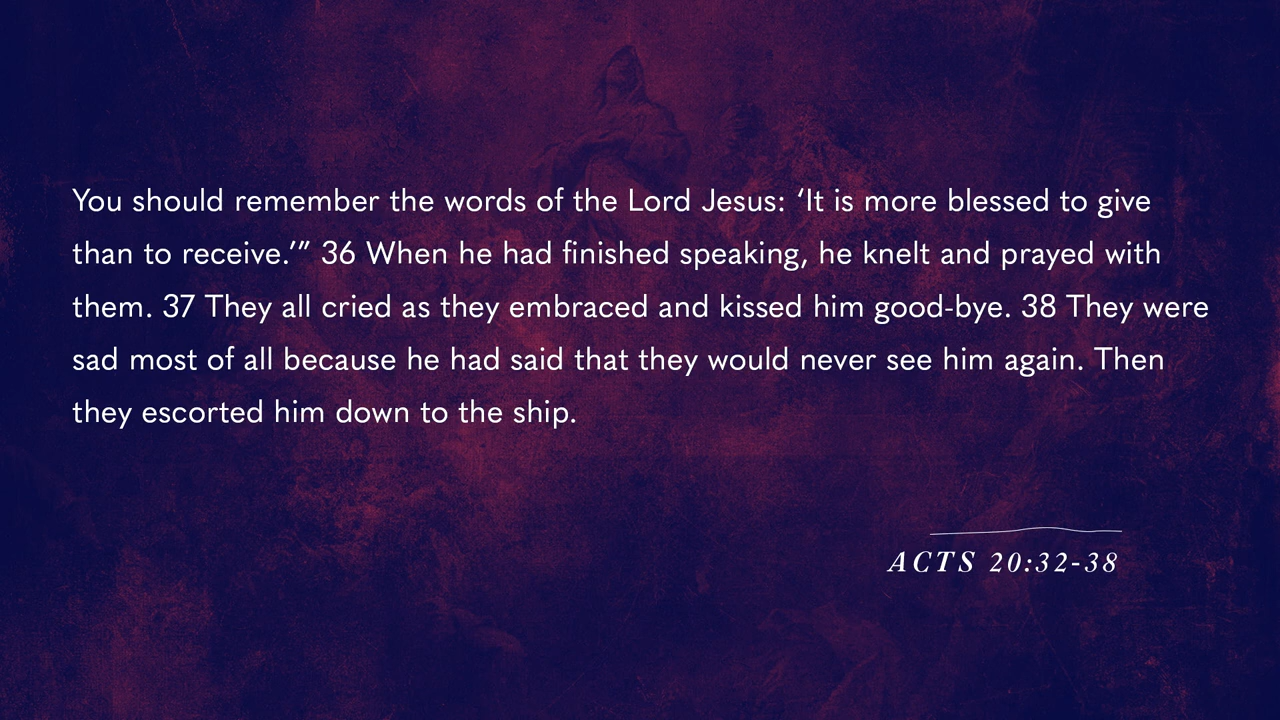 You should remember the words of the Lord Jesus: ‘It is more blessed to give
than to receive.’” 36 When he had finished speaking, he knelt and prayed with
them. 37 They all cried as they embraced and kissed him good-bye. 38 They were
sad most of all because he had said that they would never see him again. Then
they escorted him down to the ship.
ACTS 20:32-38